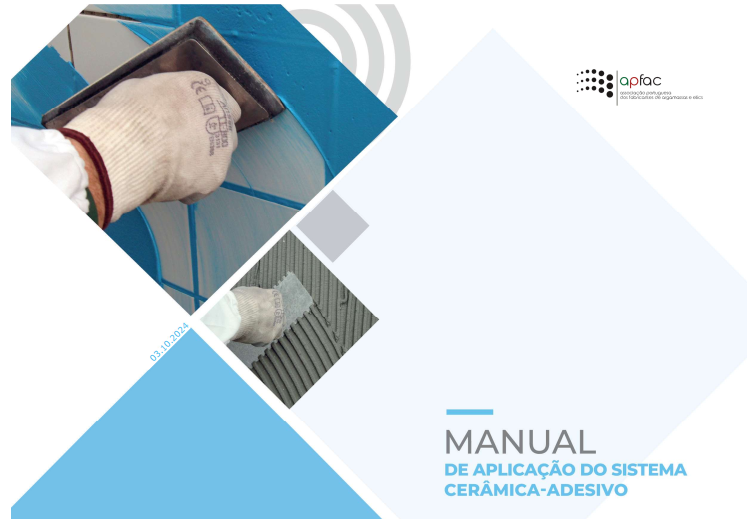 apfac
associação portuguesa
dos fabricantes de argamassas e etics
03.10.2024
MANUAL
DE APLICAÇÃO DO SISTEMA
CERÂMICA-ADESIVO